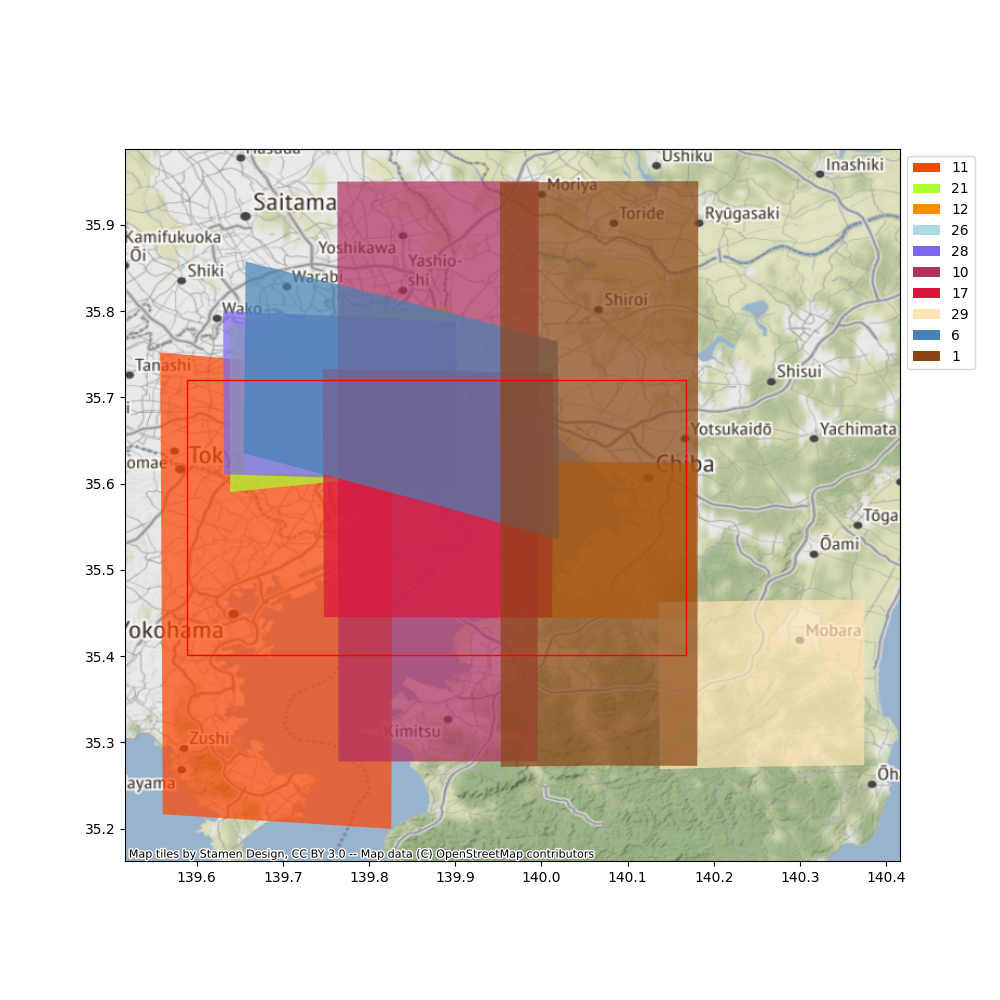 Saitama
Ushiku
Inashiki
Moriya
Toride
Ryūgasaki
Kamifukuoka
Ōi
Yoshikawa
Yashio-
shi
Shiki
Warabi
Wako
Shiroi
Tanashi
Shisui
Yotsukaidō
Yachimata
omae
Tok
Chiba
Tōga
Ōami
Yokohama
Mobara
Kimitsu
Zushi
ayama
Ōh
Map tiles by Stamen Design, CC BY 3.0 -- Map data (C) OpenStreetMap contributors
35.9
35.8
35.7
35.6
35.5
35.4
35.3
35.2
139.6 139.7 139.8 139.9 140.0 140.1 140.2 140.3 140.4
11
21
12
26
28
10
17
29
6
1